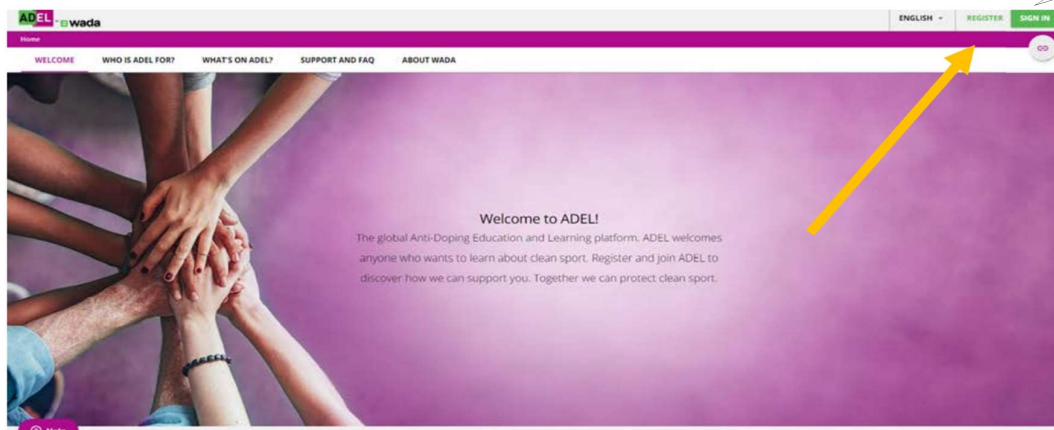 ADEL by wada
ENGLISH
REGISTER
SIGN IN
Home
WELCOME
WHO IS ADEL FOR?
WHAT'S ON ADEL?
SUPPORT AND FAQ
ABOUT WADA
Welcome to ADEL!
The global Anti-Doping Education and Learning platform. ADEL welcomes
anyone who wants to learn about clean sport. Register and join ADEL to
discover how we can support you. Together we can protect clean sport.